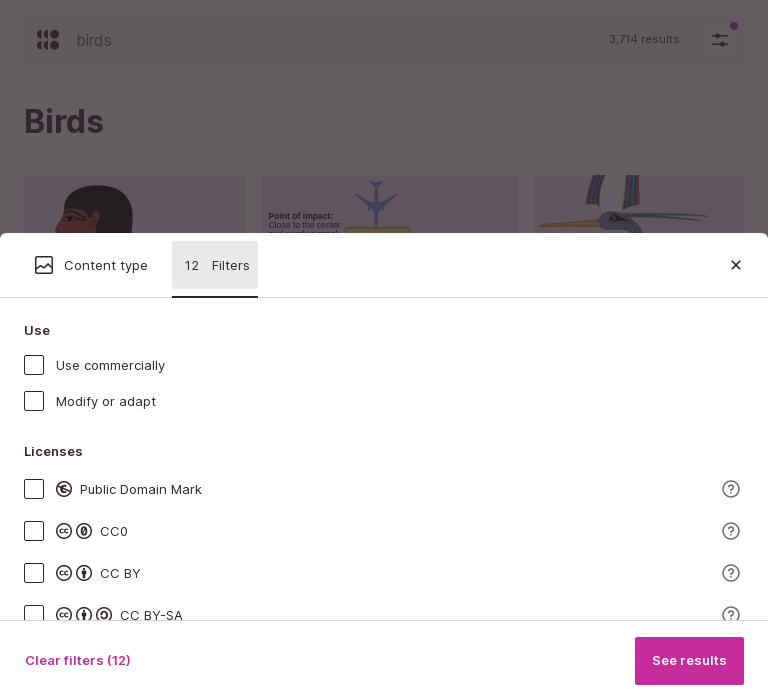 birds
3,714 results
Birds
Point of impact:
Close to the center
Content type
12 Filters
Use
Use commercially
Modify or adapt
Licenses
Public Domain Mark
CC0
CC BY
CC BY-SA
Clear filters (12)
See results